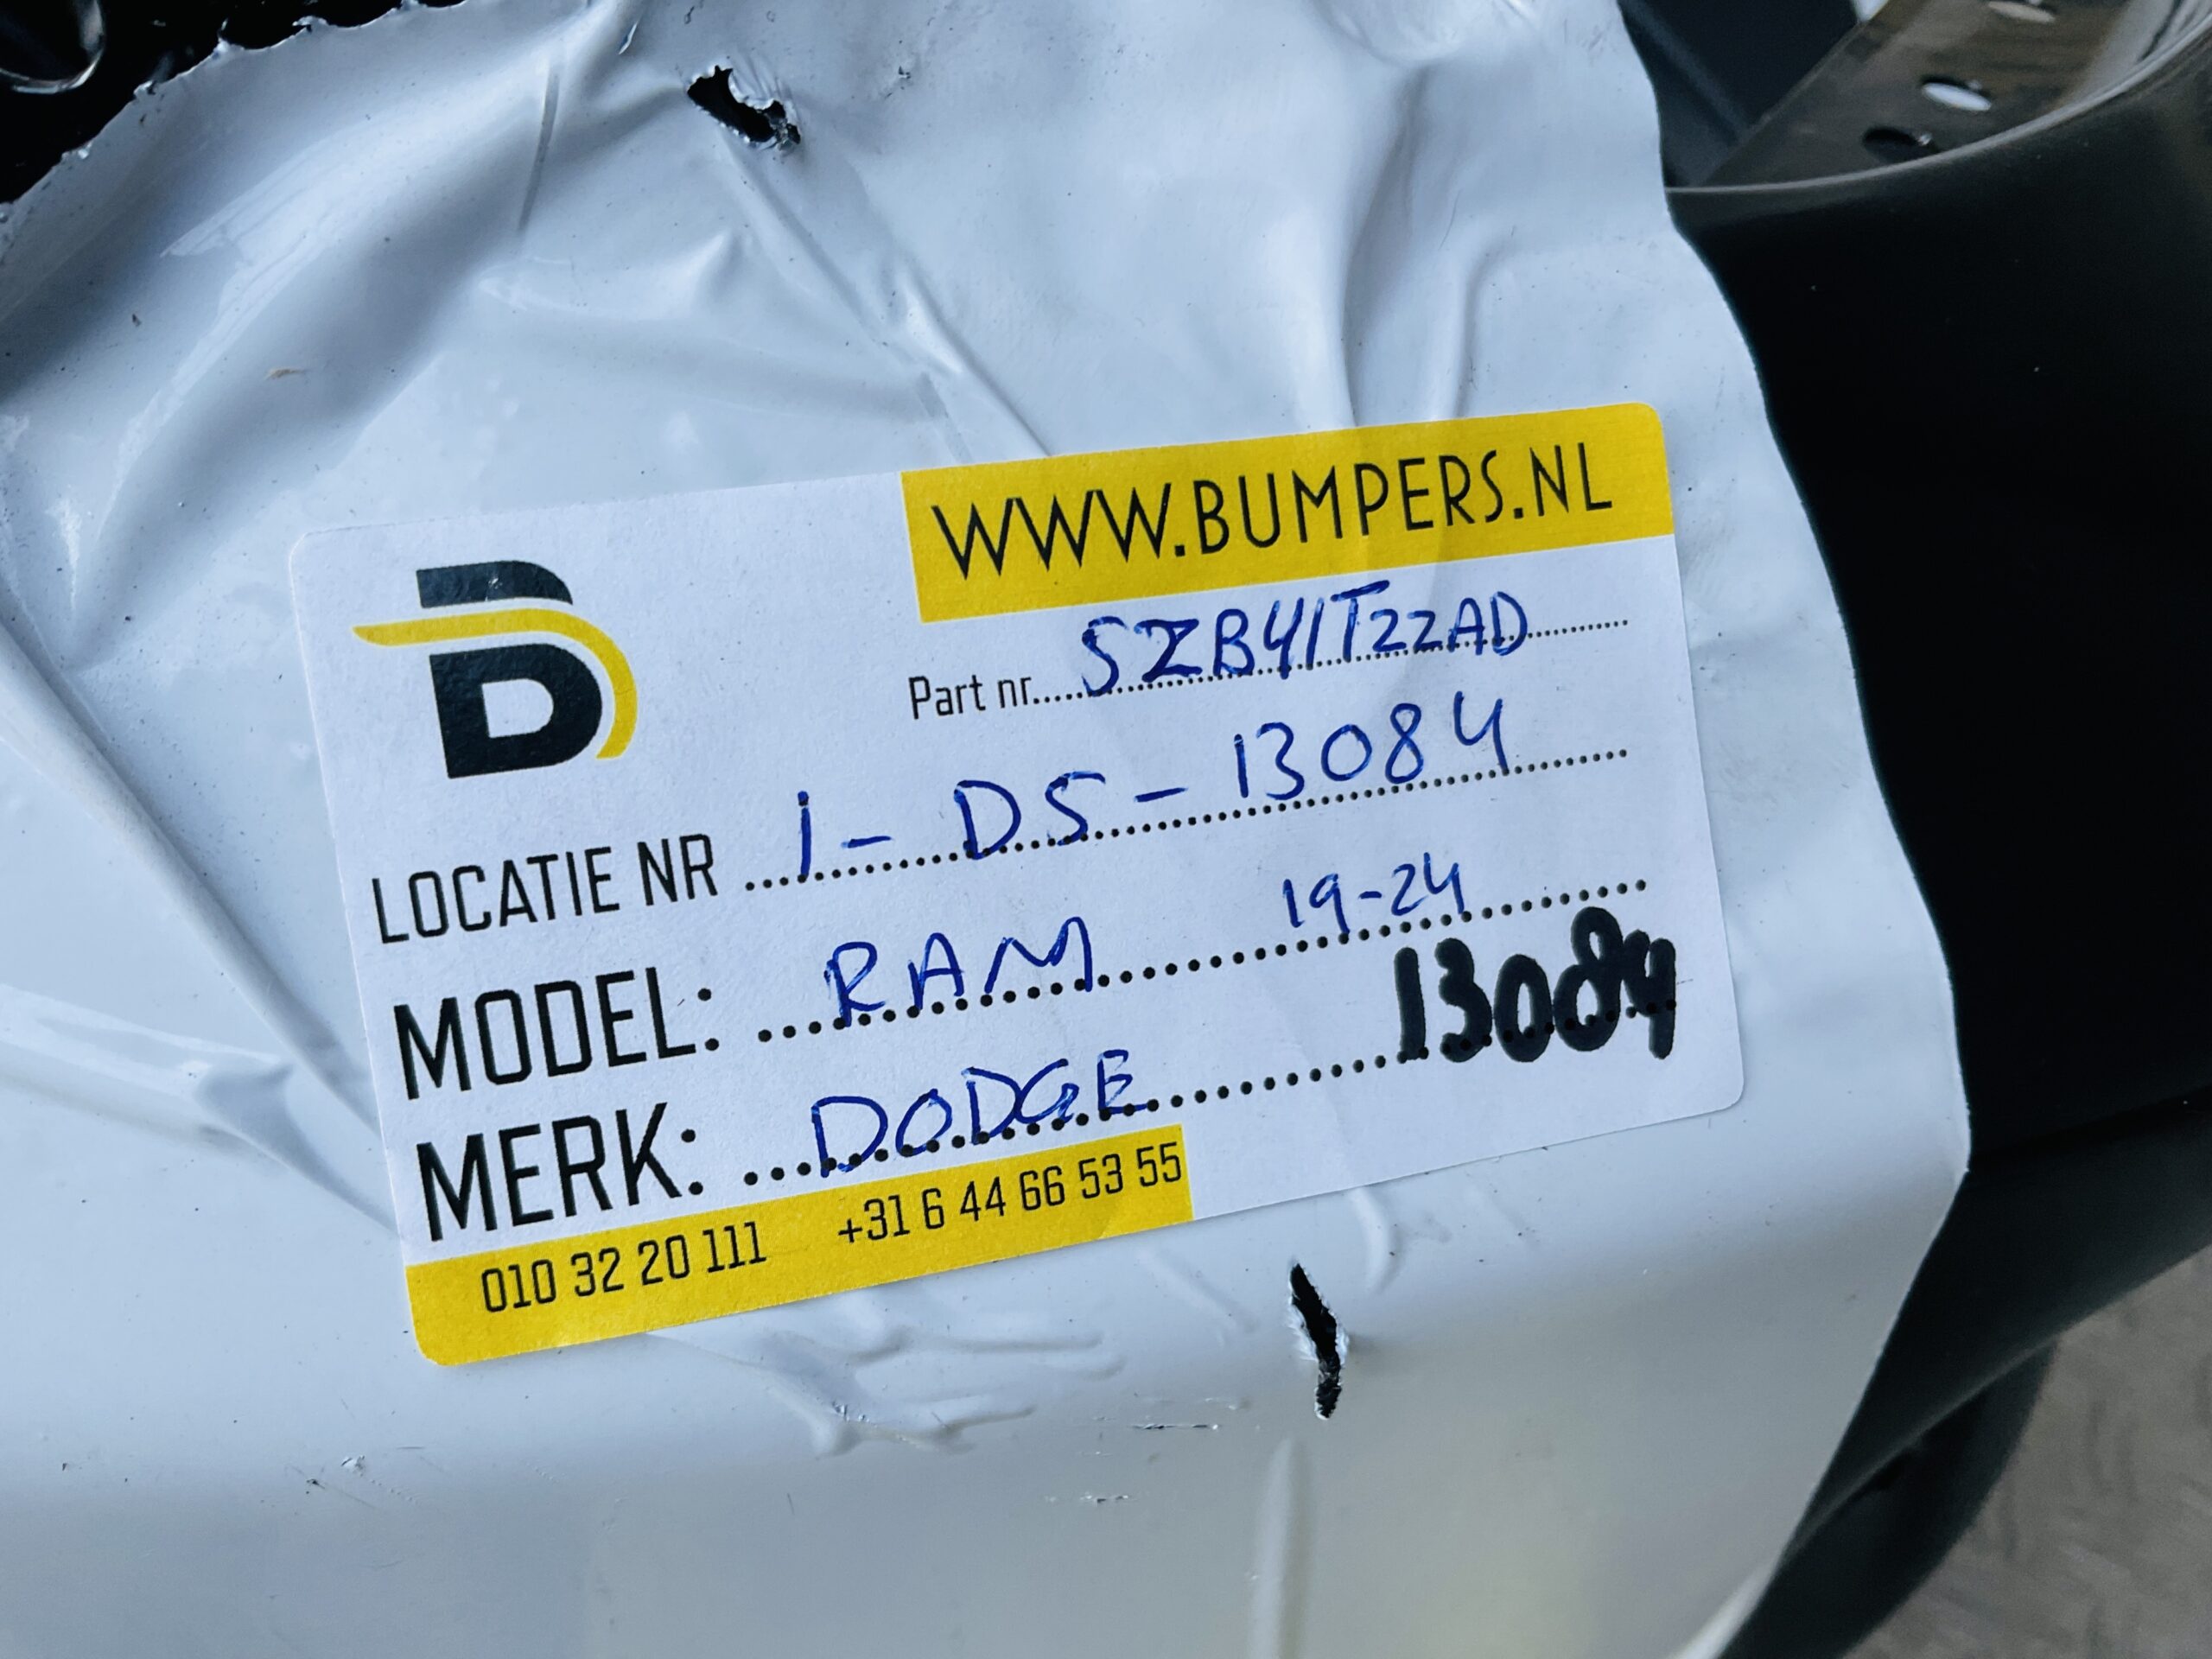 WWW.BUMPERS.NL
Part nr. SZB41T22AD
LOCATIE NR 1-DS-13084
MODEL: RAM 19-24
MERK: DODGE 13084
010 32 20 111 +31 6 44 66 53 55